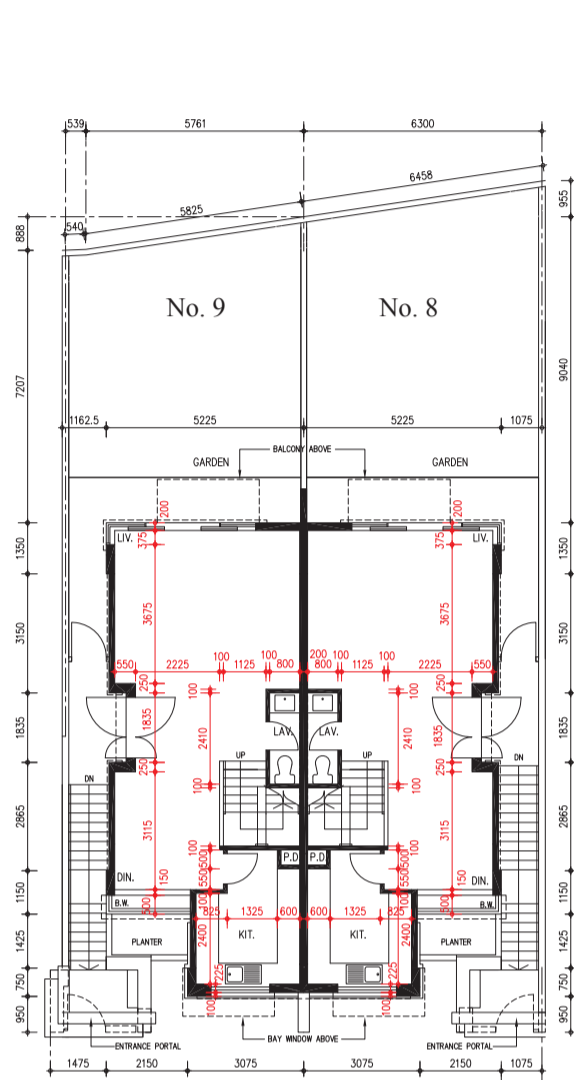 539 5761 6300
6458
5825
540
888
955
No. 9 No. 8
7207
9040
1162.5 5225 5225 1075
BALCONY ABOVE
GARDEN GARDEN
200 200
LIV. LIV.
375 375
1350 1350
3675 3675
3150 3150
100 100 200 100 100
550 2225 1125 800 800 1125 2225 550
250 100 100 250
1835 1835 2410 LAV. LAV. 2410 1835 1835
250 UP UP 250
DN DN
100 100
2865 2865
3115 3115
100 100
500 P.D P.D 500
DIN. 150 550 550 150 DIN.
1150 1150
B.W. 500 100 100 500 B.W.
825 1325 600 600 1325 825
1425 PLANTER 2400 KIT. KIT. 2400 PLANTER 1425
225 225
750 750
100 100
950 950
ENTRANCE PORTAL BAY WINDOW ABOVE ENTRANCE PORTAL
1475 2150 3075 3075 2150 1075